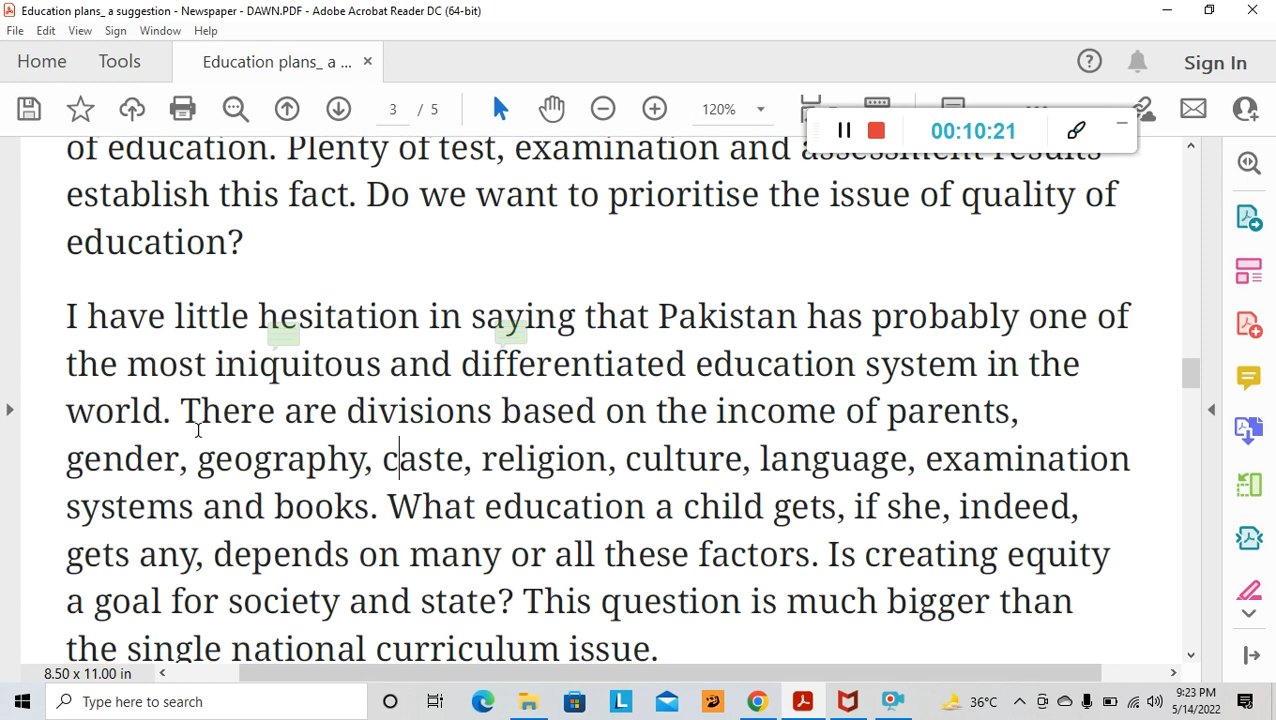 Education plans_ a suggestion - Newspaper - DAWN.PDF - Adobe Acrobat Reader DC (64-bit)
File Edit View Sign Window Help
Home Tools Education plans_ a ... × Sign In
3 / 5 120%
00:10:21
of education. Plenty of test, examination and assessment results
establish this fact. Do we want to prioritise the issue of quality of
education?
I have little hesitation in saying that Pakistan has probably one of
the most iniquitous and differentiated education system in the
world. There are divisions based on the income of parents,
gender, geography, caste, religion, culture, language, examination
systems and books. What education a child gets, if she, indeed,
gets any, depends on many or all these factors. Is creating equity
a goal for society and state? This question is much bigger than
the single national curriculum issue.
8.50 x 11.00 in
Type here to search
36°C
9:23 PM
5/14/2022